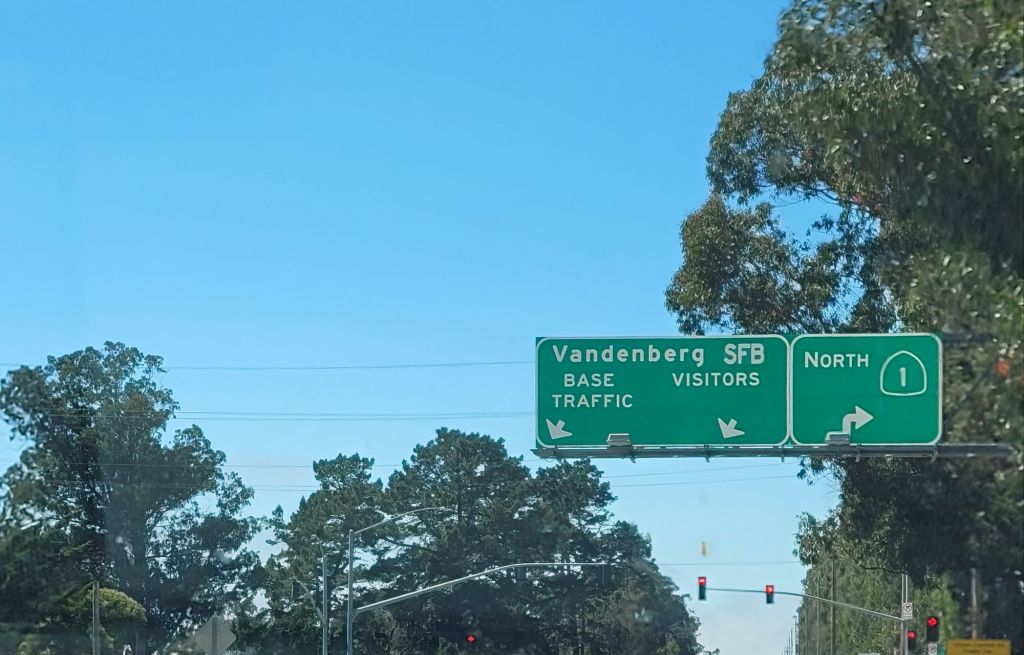 Vandenberg SFB
BASE VISITORS
TRAFFIC
NORTH 1